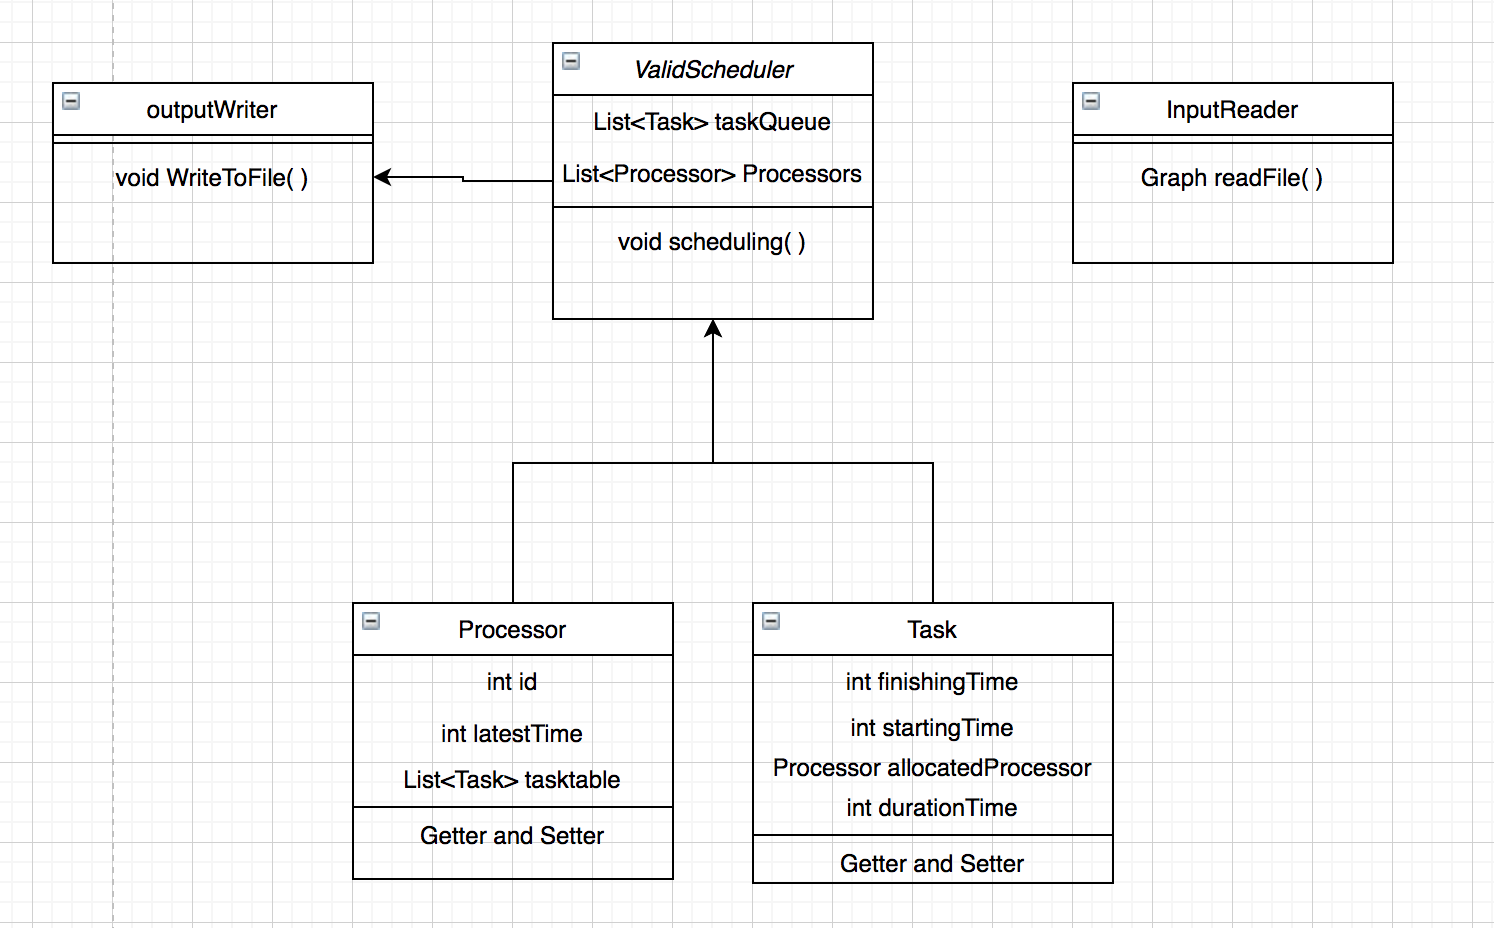 outputWriter
void WriteToFile( )
ValidScheduler
List<Task> taskQueue
List<Processor> Processors
void scheduling( )
InputReader
Graph readFile( )
Processor
int id
int latestTime
List<Task> tasktable
Getter and Setter
Task
int finishingTime
int startingTime
Processor allocatedProcessor
int durationTime
Getter and Setter